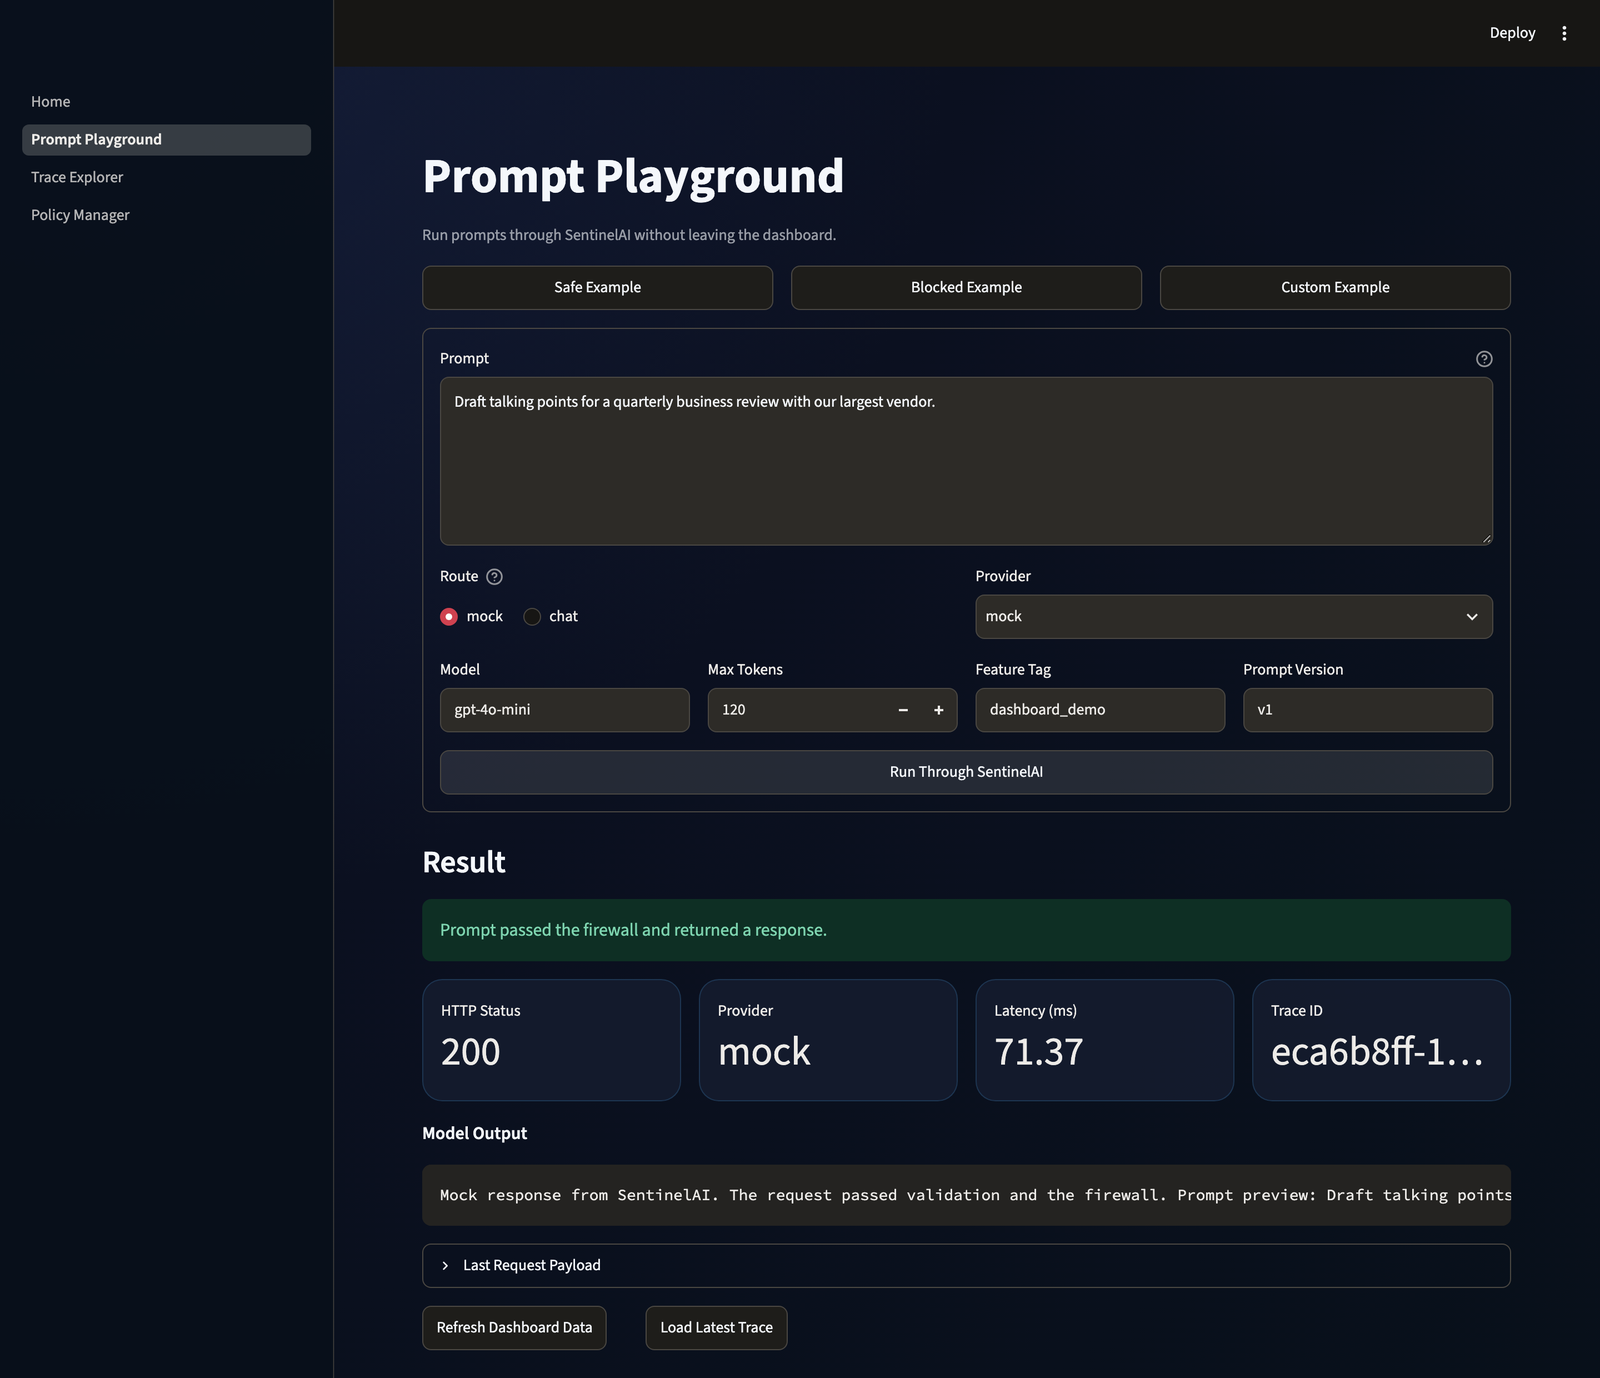 Deploy
Home
Prompt Playground
Trace Explorer
Policy Manager
Prompt Playground
Run prompts through SentinelAI without leaving the dashboard.
Safe Example
Blocked Example
Custom Example
Prompt
Draft talking points for a quarterly business review with our largest vendor.
Route
Provider
mock
chat
mock
Model
Max Tokens
Feature Tag
Prompt Version
gpt-4o-mini
120
dashboard_demo
v1
Run Through SentinelAI
Result
Prompt passed the firewall and returned a response.
HTTP Status
200
Provider
mock
Latency (ms)
71.37
Trace ID
eca6b8ff-1…
Model Output
Mock response from SentinelAI. The request passed validation and the firewall. Prompt preview: Draft talking points
Last Request Payload
Refresh Dashboard Data
Load Latest Trace